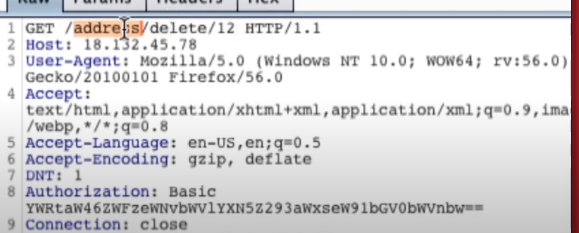 Raw Params Headers Hex
1 GET /address/delete/12 HTTP/1.1
2 Host: 18.132.45.78
3 User-Agent: Mozilla/5.0 (Windows NT 10.0; WOW64; rv:56.0)
Gecko/20100101 Firefox/56.0
4 Accept:
text/html,application/xhtml+xml,application/xml;q=0.9,ima
/webp,*/*;q=0.8
5 Accept-Language: en-US,en;q=0.5
6 Accept-Encoding: gzip, deflate
7 DNT: 1
8 Authorization: Basic
YWRtaW46ZWFzeWNvbWVlYXN5Z293aWxseW91bGV0bWVnbw==
9 Connection: close